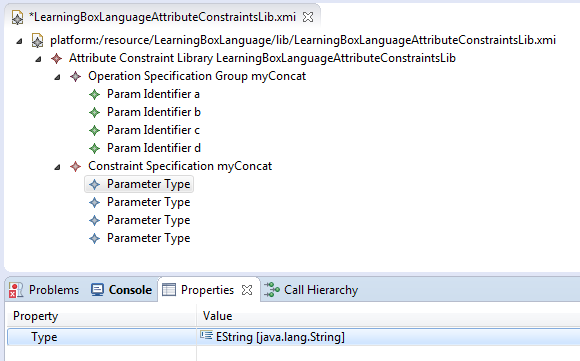 *LearningBoxLanguageAttributeConstraintsLib.xmi
platform:/resource/LearningBoxLanguage/lib/LearningBoxLanguageAttributeConstraintsLib.xmi
Attribute Constraint Library LearningBoxLanguageAttributeConstraintsLib
Operation Specification Group myConcat
Param Identifier a
Param Identifier b
Param Identifier c
Param Identifier d
Constraint Specification myConcat
Parameter Type
Parameter Type
Parameter Type
Parameter Type
Problems Console Properties Call Hierarchy
Property Value
Type EString [java.lang.String]